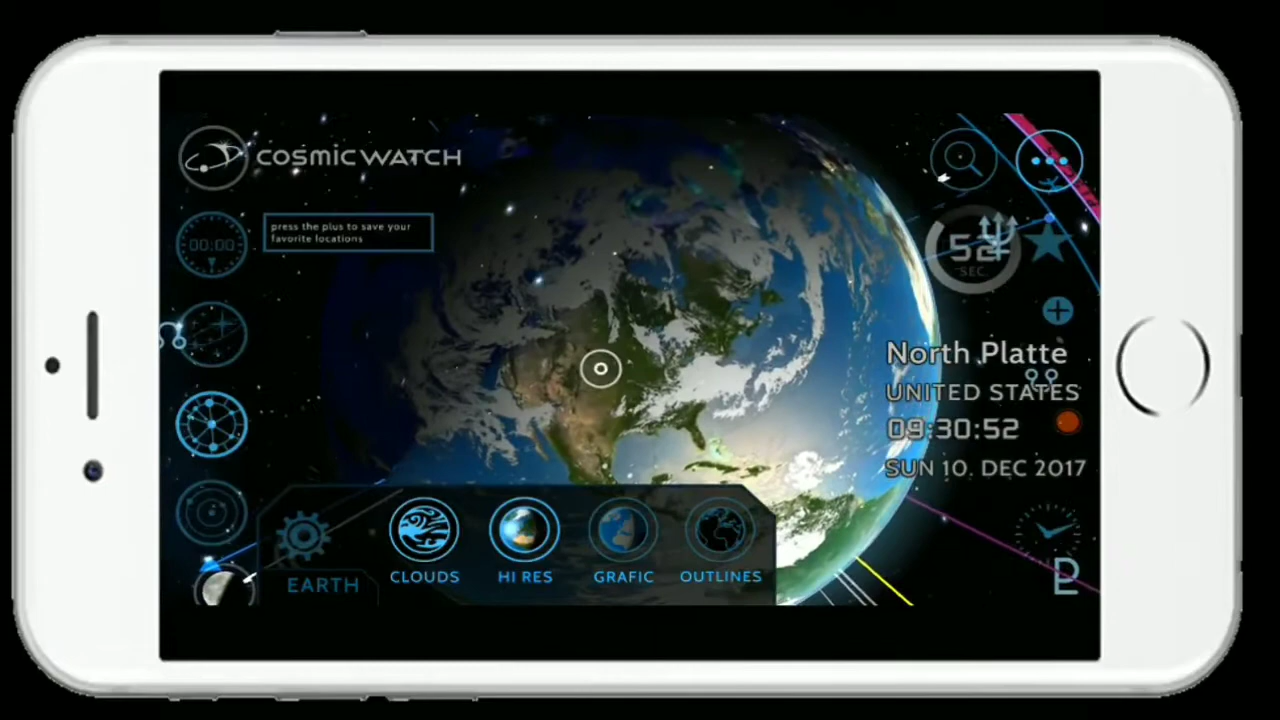 COSMIC WATCH
00:00
press the plus to save your
favorite locations
52
SEC
North Platte
UNITED STATES
09:30:52
SUN 10. DEC 2017
EARTH
CLOUDS
HI RES
GRAFIC
OUTLINES